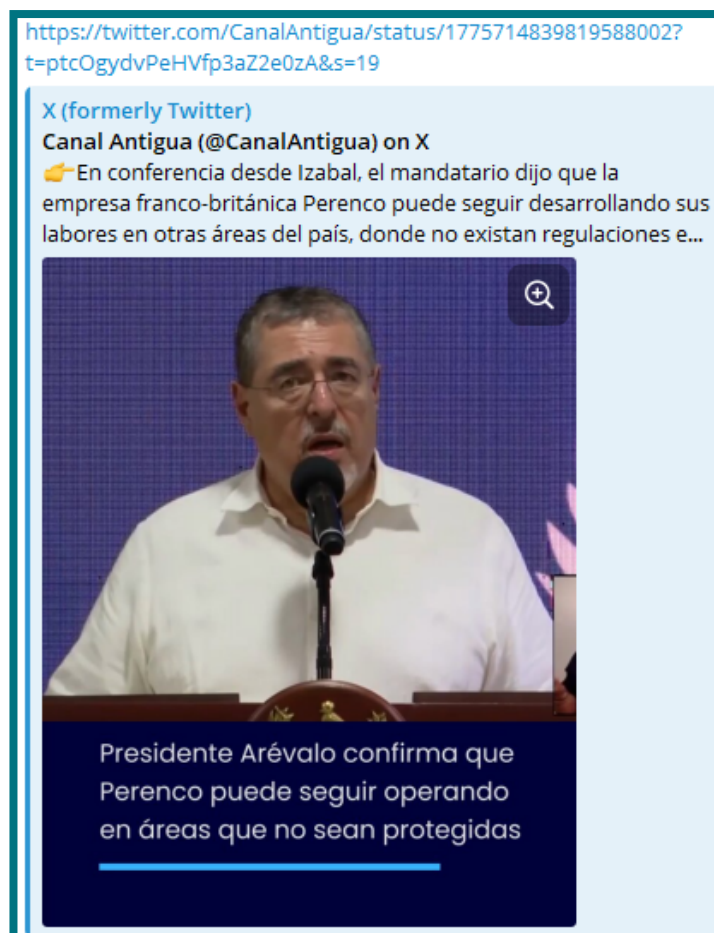 https://twitter.com/CanalAntigua/status/1775714839819588002?
t=ptcOgydvPeHVfp3aZ2e0zA&s=19
X (formerly Twitter)
Canal Antigua (@CanalAntigua) on X
👉En conferencia desde Izabal, el mandatario dijo que la
empresa franco-británica Perenco puede seguir desarrollando sus
labores en otras áreas del país, donde no existan regulaciones e...
Presidente Arévalo confirma que
Perenco puede seguir operando
en áreas que no sean protegidas